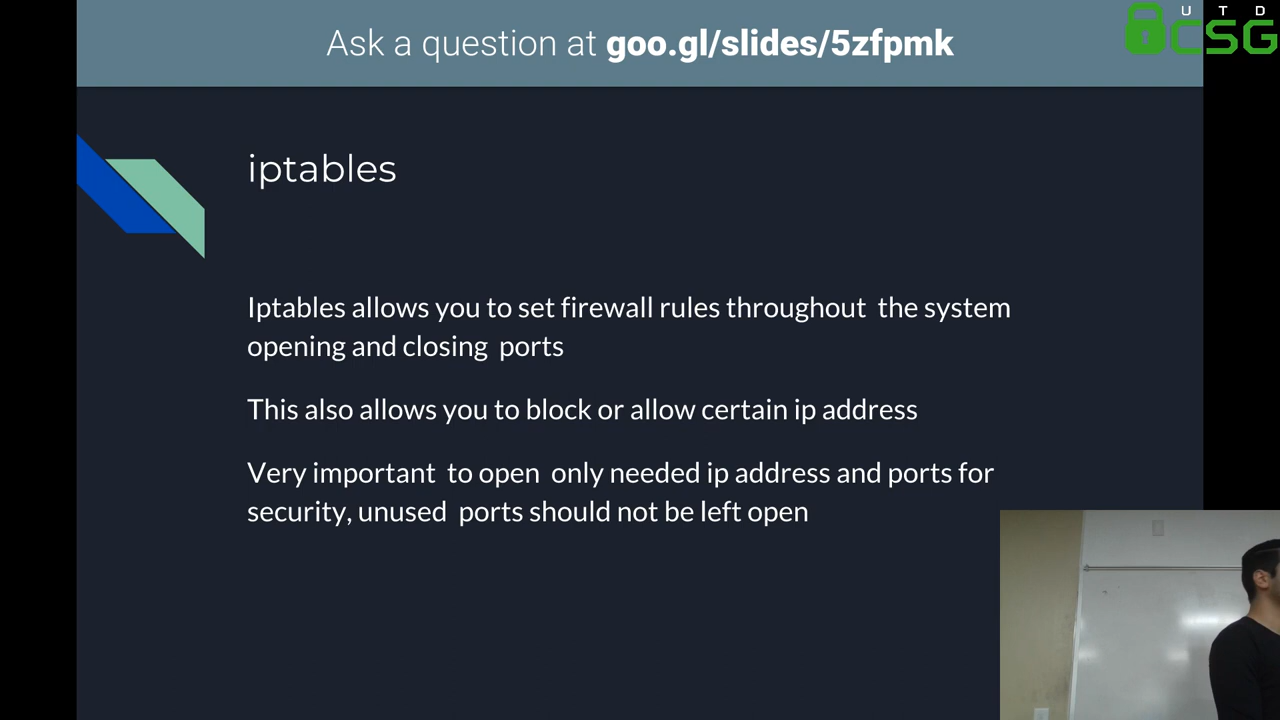 Ask a question at goo.gl/slides/5zfpmk
U T D
CSG
iptables
Iptables allows you to set firewall rules throughout the system
opening and closing ports
This also allows you to block or allow certain ip address
Very important to open only needed ip address and ports for
security, unused ports should not be left open